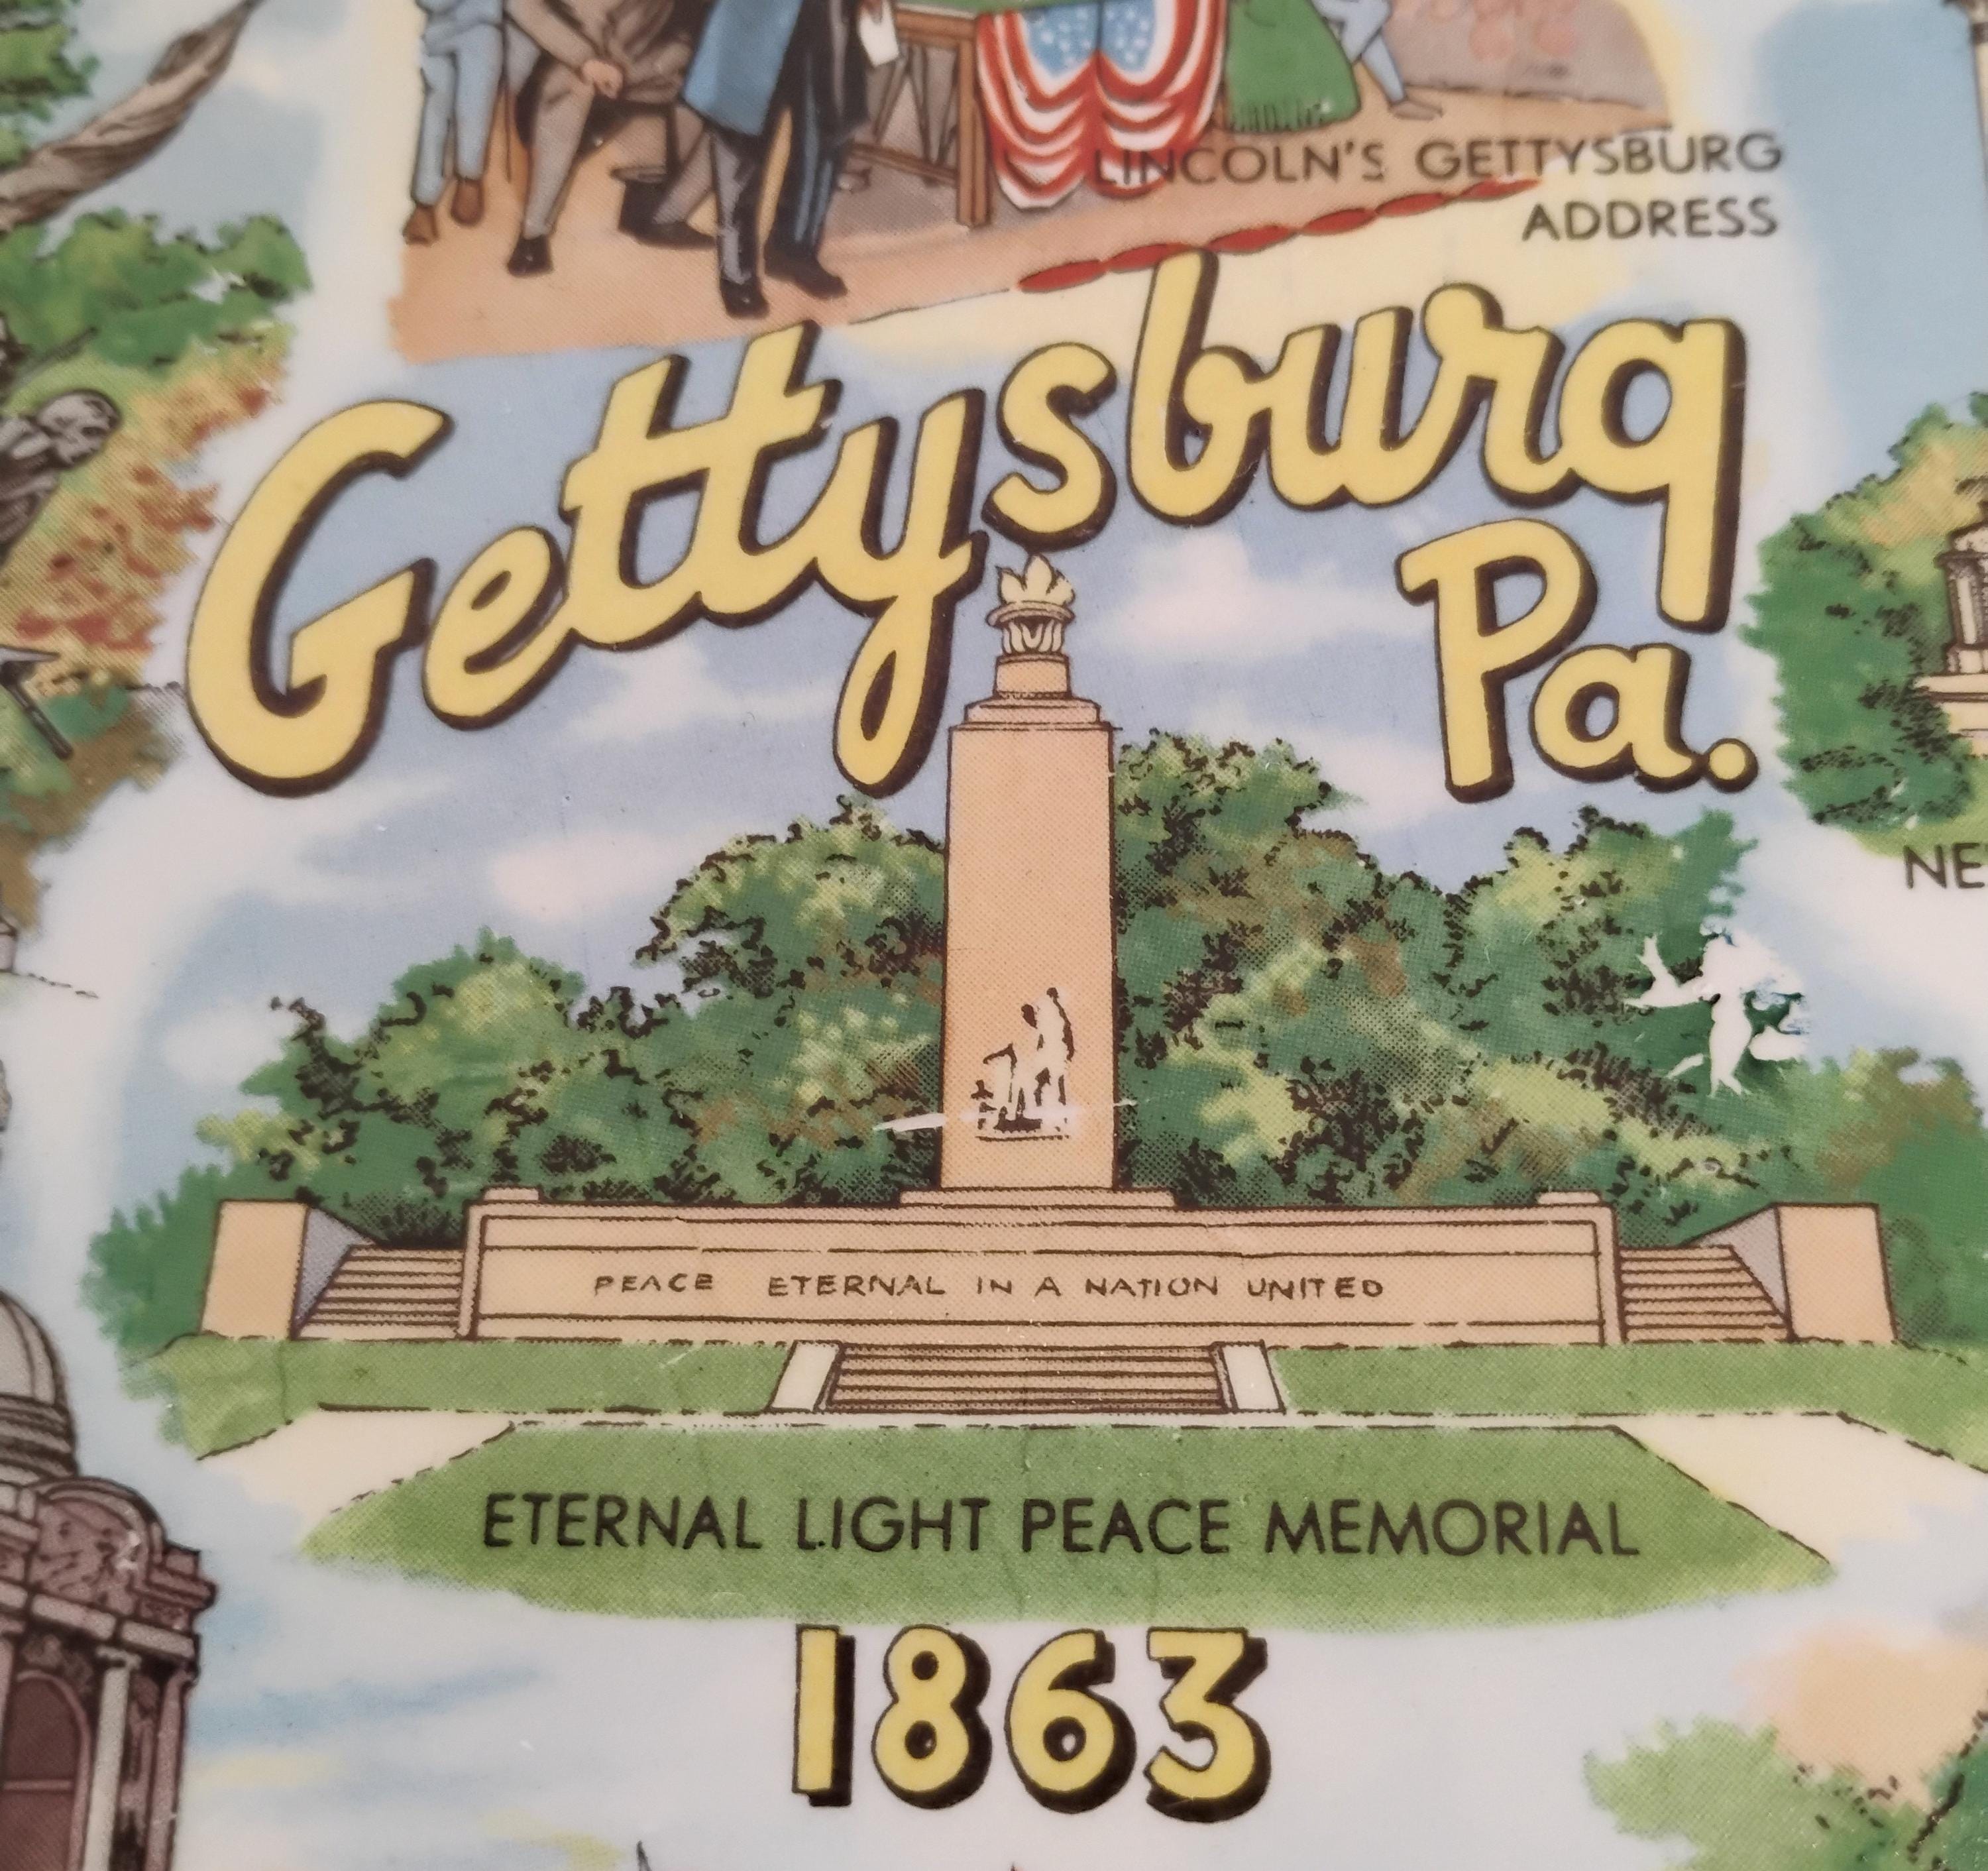 LINCOLN'S GETTYSBURG
ADDRESS
Gettysburg
Pa.
PEACE ETERNAL IN A NATION UNITED
ETERNAL LIGHT PEACE MEMORIAL
1863